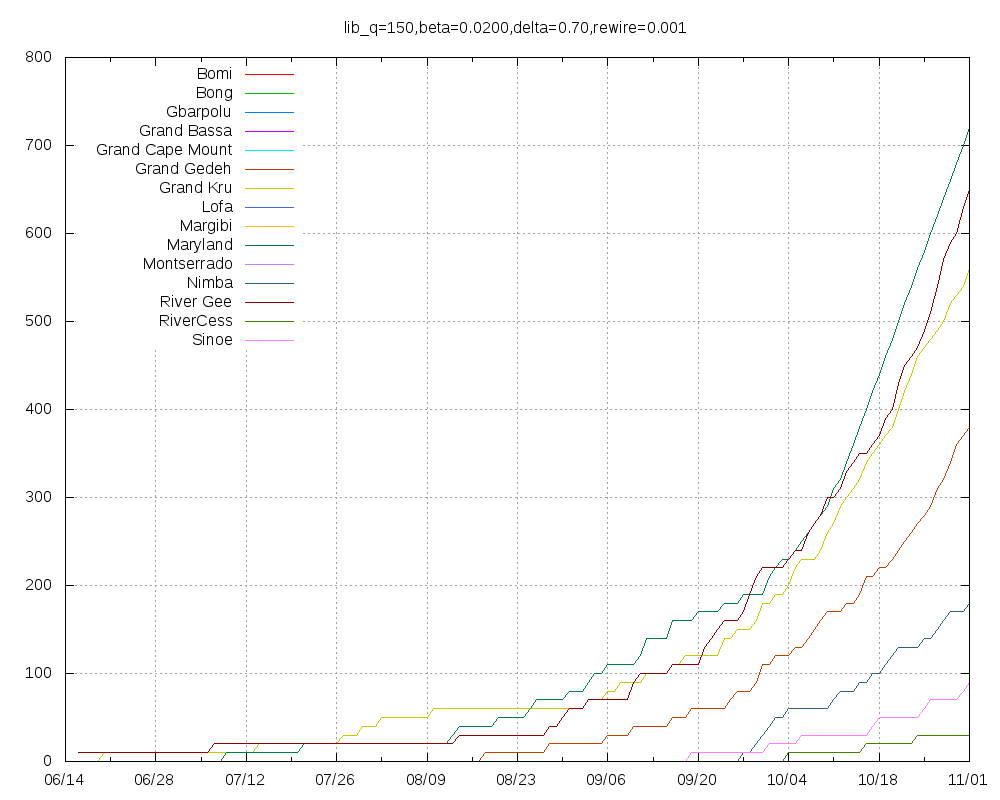 lib_q=150,beta=0.0200,delta=0.70,rewire=0.001
800
700
600
500
400
300
200
100
0
Bomi
Bong
Gbarpolu
Grand Bassa
Grand Cape Mount
Grand Gedeh
Grand Kru
Lofa
Margibi
Maryland
Montserrado
Nimba
River Gee
RiverCess
Sinoe
06/14 06/28 07/12 07/26 08/09 08/23 09/06 09/20 10/04 10/18 11/01